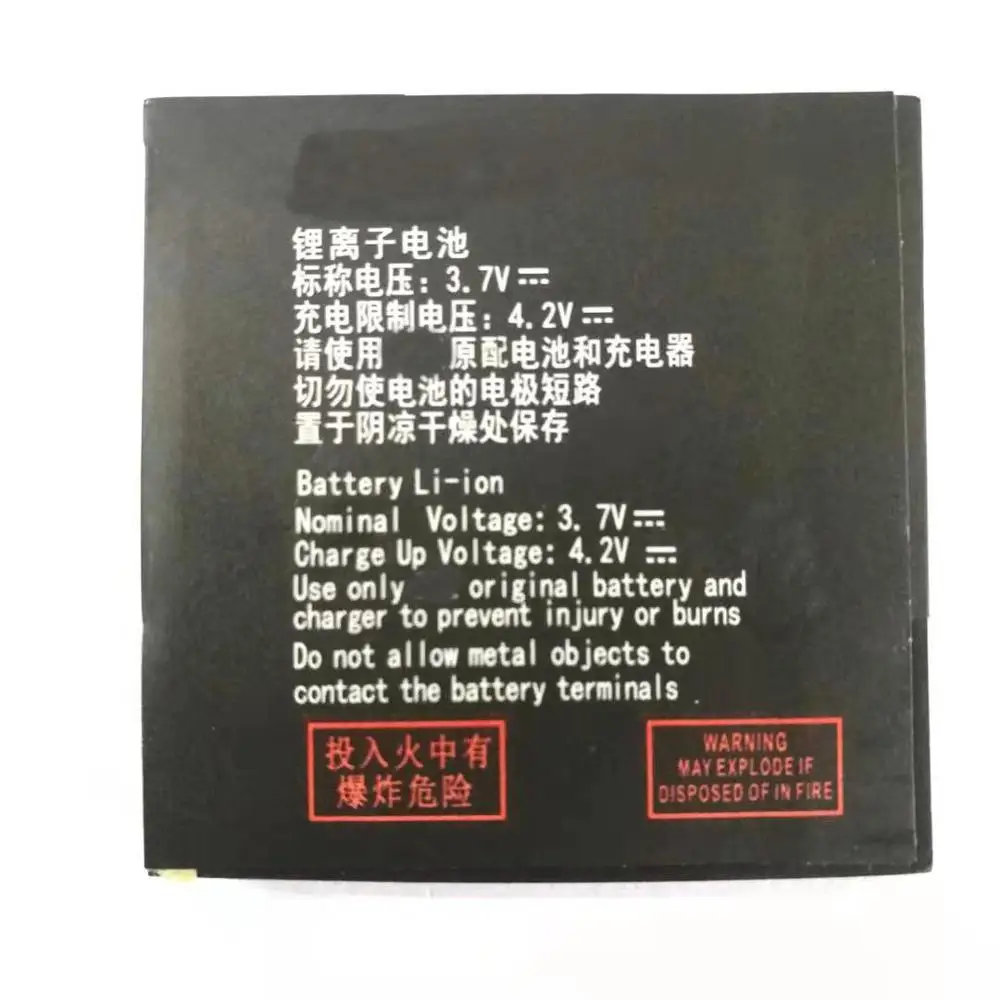 锂离子电池
标称电压: 3.7V⎓
充电限制电压: 4.2V⎓
请使用 原配电池和充电器
切勿使电池的电极短路
置于阴凉干燥处保存
Battery Li-ion
Nominal Voltage: 3. 7V⎓
Charge Up Voltage: 4.2V ⎓
Use only original battery and
charger to prevent injury or burns
Do not allow metal objects to
contact the battery terminals .
投入火中有
爆炸危险
WARNING
MAY EXPLODE IF
DISPOSED OF IN FIRE